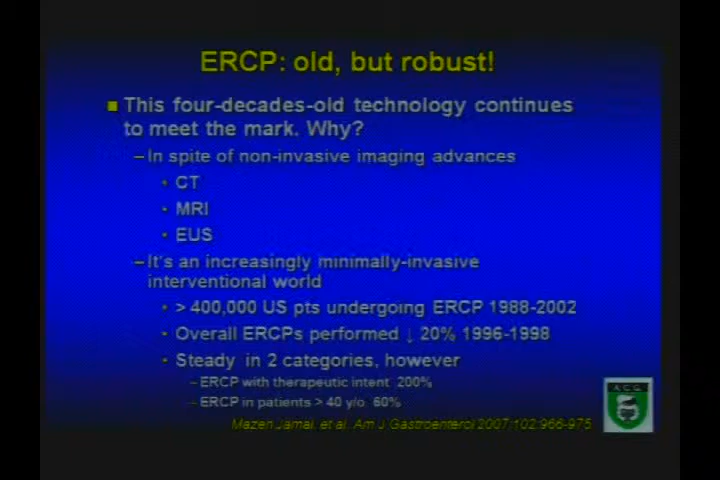 ERCP: old, but robust!
This four-decades-old technology continues
to meet the mark. Why?
–In spite of non-invasive imaging advances
• CT
• MRI
• EUS
–It's an increasingly minimally-invasive
interventional world
• > 400,000 US pts undergoing ERCP 1988-2002
• Overall ERCPs performed ↓ 20% 1996-1998
• Steady in 2 categories, however
– ERCP with therapeutic intent 200%
– ERCP in patients > 40 y/o 60%
Mazen Jamal, et al. Am J Gastroenterol 2007;102:966-975
A.C.G.